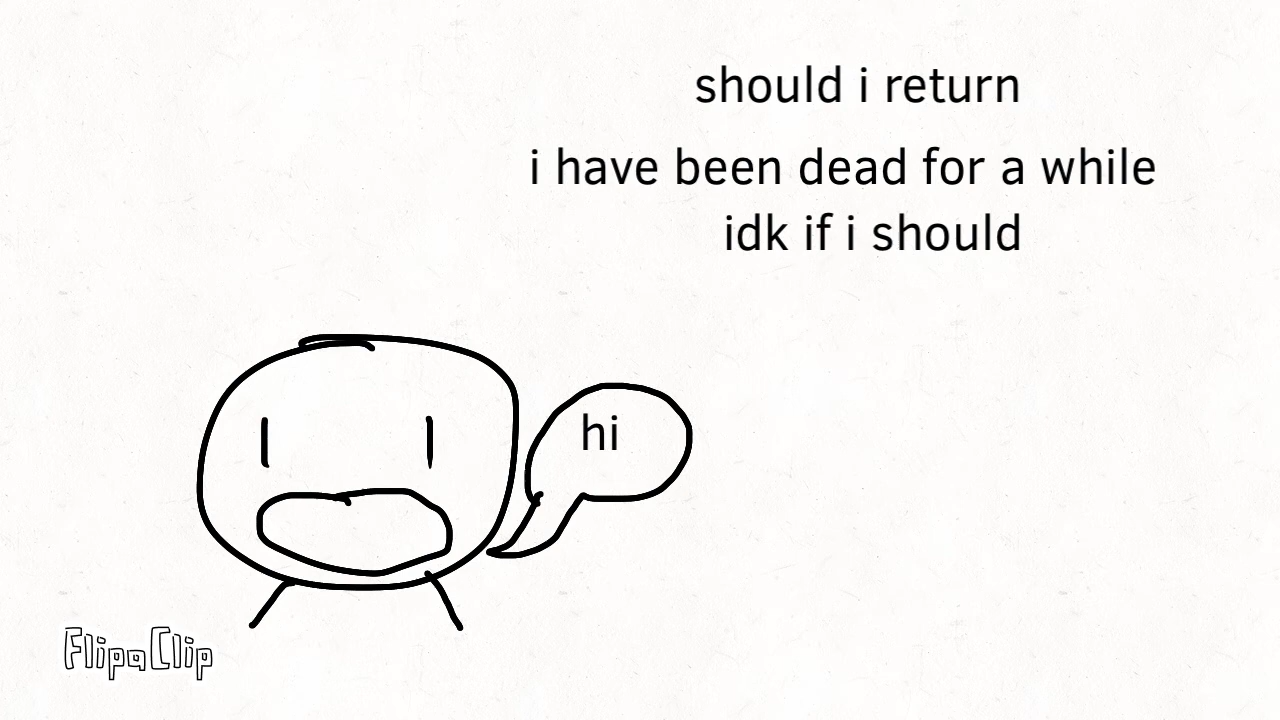 should i return
i have been dead for a while
idk if i should
hi
FlipaClip